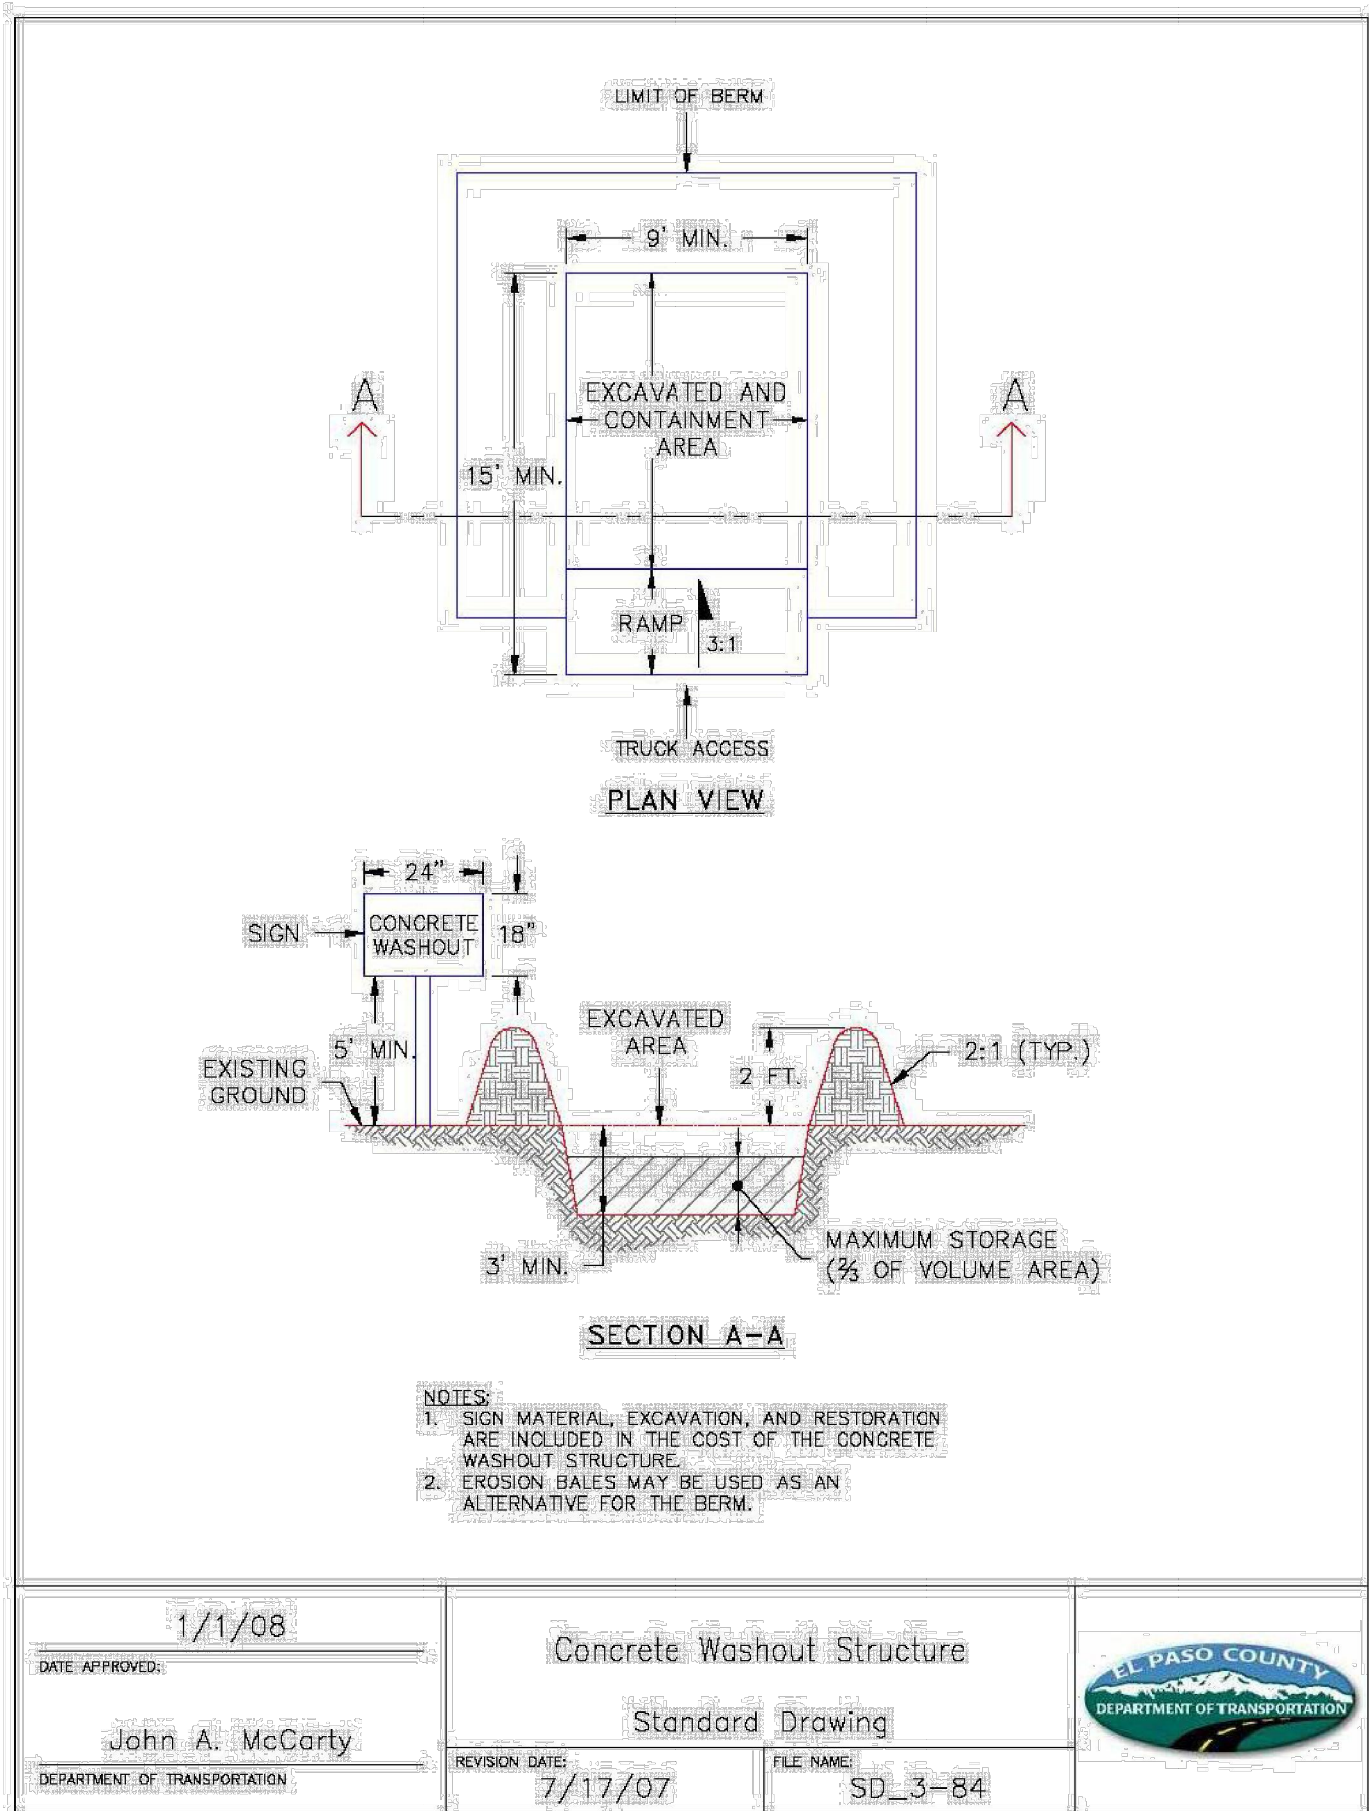 LIMIT OF BERM
9' MIN.
EXCAVATED AND
CONTAINMENT
AREA
A
A
15' MIN.
RAMP
3:1
TRUCK ACCESS
PLAN VIEW
24"
SIGN
CONCRETE
WASHOUT
18"
EXCAVATED
AREA
5' MIN.
2:1 (TYP.)
EXISTING
GROUND
2 FT.
3' MIN.
MAXIMUM STORAGE
(⅔ OF VOLUME AREA)
SECTION A-A
NOTES:
1. SIGN MATERIAL, EXCAVATION, AND RESTORATION
ARE INCLUDED IN THE COST OF THE CONCRETE
WASHOUT STRUCTURE.
2. EROSION BALES MAY BE USED AS AN
ALTERNATIVE FOR THE BERM.
1/1/08
DATE APPROVED:
John A. McCarty
DEPARTMENT OF TRANSPORTATION
Concrete Washout Structure
Standard Drawing
REVISION DATE:
7/17/07
FILE NAME:
SD_3-84
EL PASO COUNTY
DEPARTMENT OF TRANSPORTATION